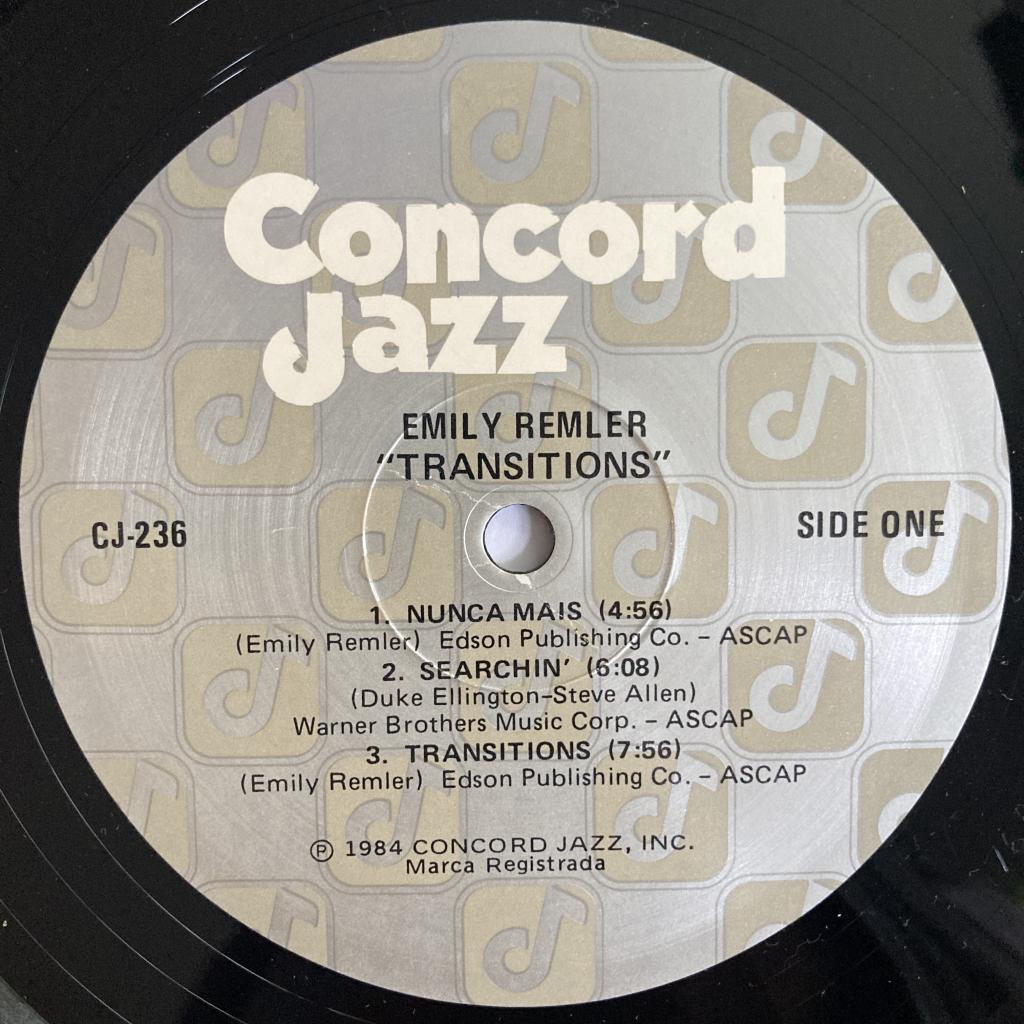 Concord
Jazz
EMILY REMLER
"TRANSITIONS"
CJ-236
SIDE ONE
1. NUNCA MAIS (4:56)
(Emily Remler) Edson Publishing Co. – ASCAP
2. SEARCHIN' (6:08)
(Duke Ellington–Steve Allen)
Warner Brothers Music Corp. – ASCAP
3. TRANSITIONS (7:56)
(Emily Remler) Edson Publishing Co. – ASCAP
℗ 1984 CONCORD JAZZ, INC.
Marca Registrada